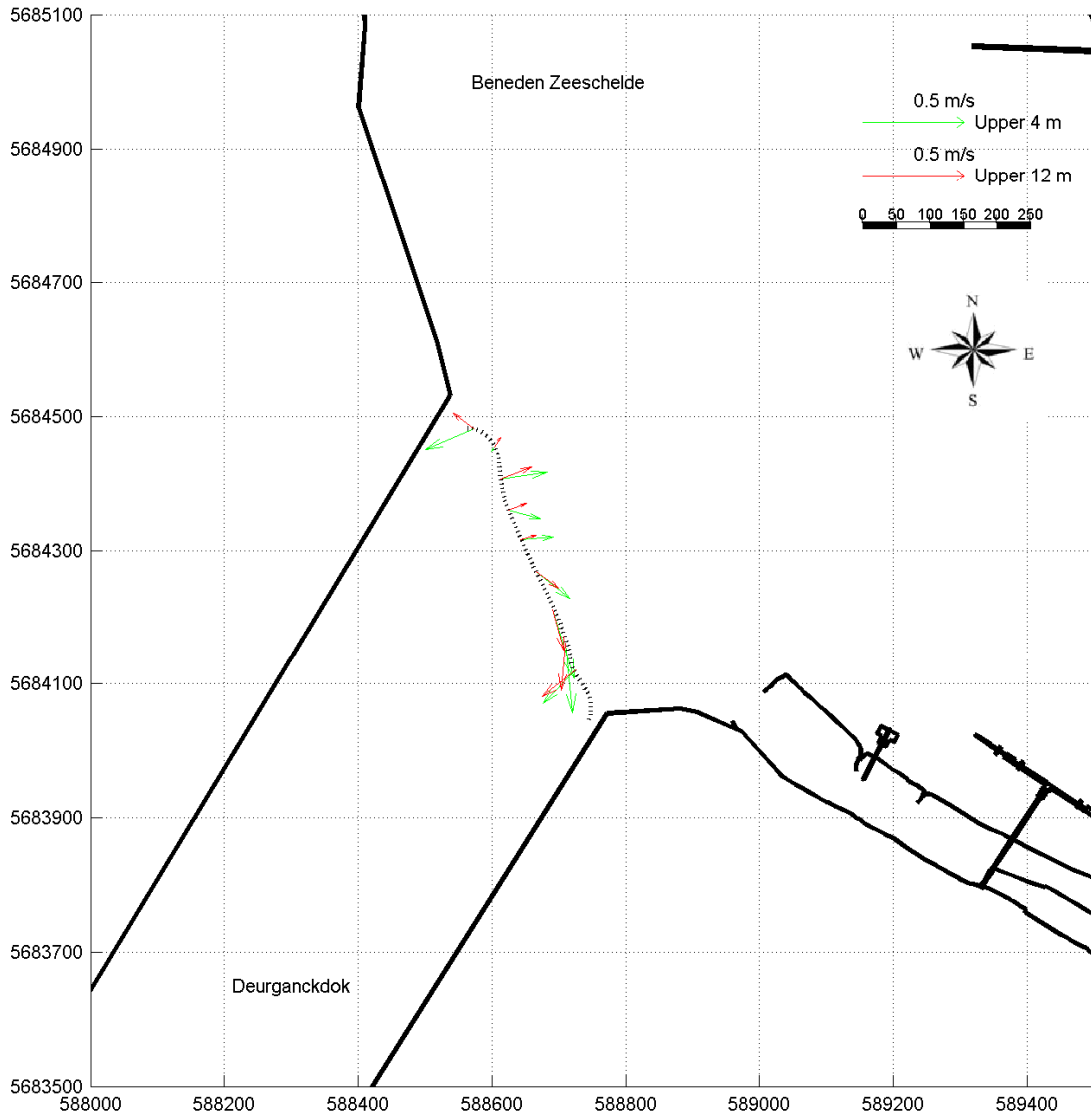 5685100
Beneden Zeeschelde
0.5 m/s
Upper 4 m
5684900
0.5 m/s
Upper 12 m
0 50 100 150 200 250
5684700
N
W E
S
5684500
5684300
5684100
5683900
5683700
Deurganckdok
5683500
588000 588200 588400 588600 588800 589000 589200 589400